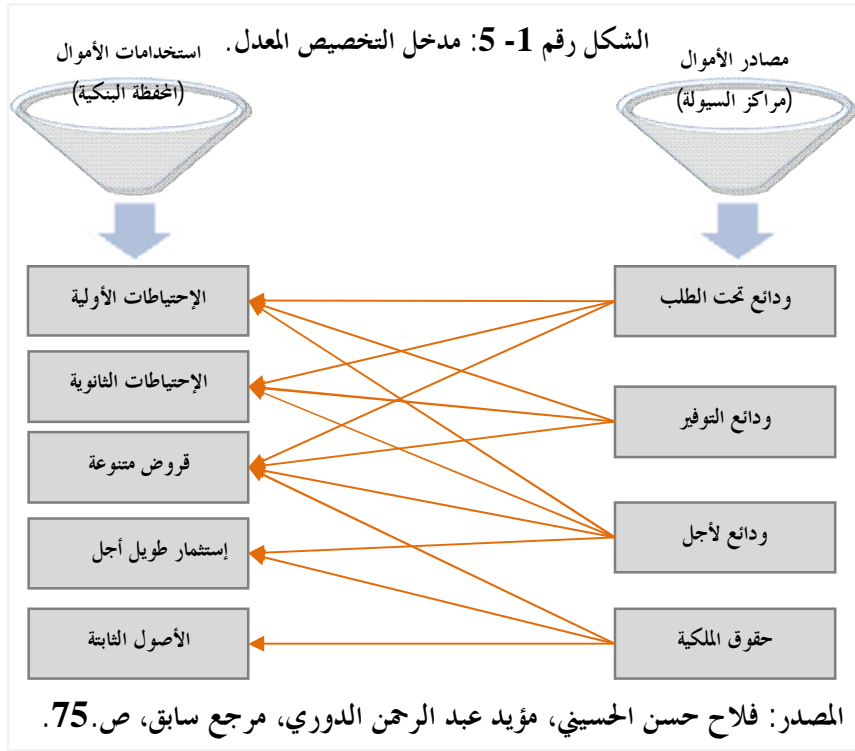 الشكل رقم 1- 5: مدخل التخصيص المعدل.
مصادر الأموال
(مراكز السيولة)
استخدامات الأموال
(المحفظة البنكية)
ودائع تحت الطلب
ودائع التوفير
ودائع لأجل
حقوق الملكية
الإحتياطات الأولية
الإحتياطات الثانوية
قروض متنوعة
إستثمار طويل أجل
الأصول الثابتة
المصدر: فلاح حسن الحسيني، مؤيد عبد الرحمن الدوري، مرجع سابق، ص.75.